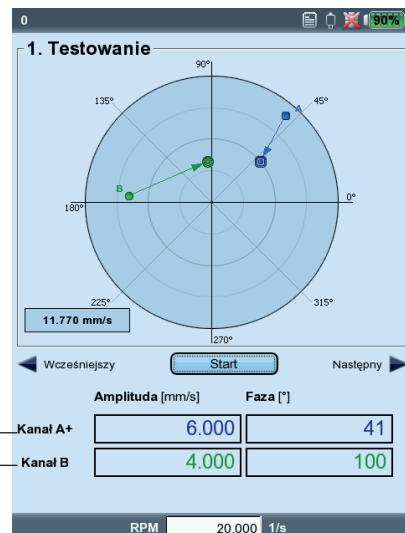 0 90%
1. Testowanie
90°
135° A 45°
B
180° 0°
225° 315°
11.770 mm/s
270°
Wcześniejszy Start Następny
Amplituda [mm/s] Faza [°]
Kanał A+ 6.000 41
Kanał B 4.000 100
RPM 20.000 1/s